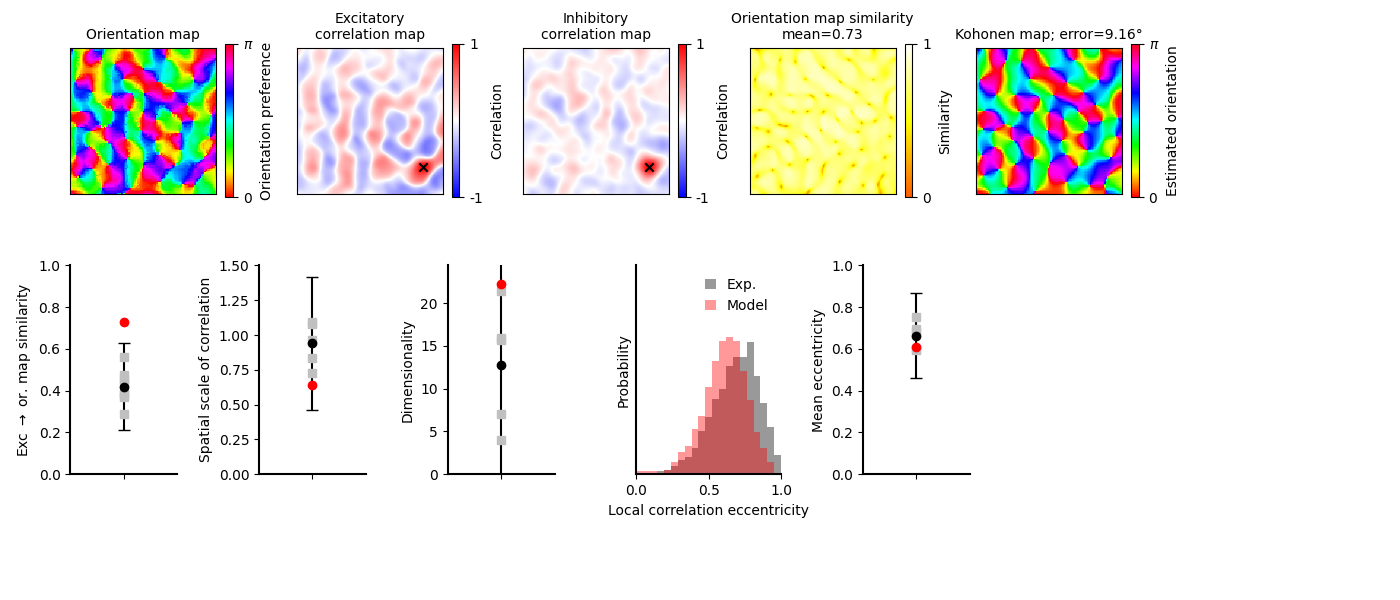 Orientation map
π
0
Orientation preference
Excitatory
correlation map
1
-1
Correlation
Inhibitory
correlation map
1
-1
Correlation
Orientation map similarity
mean=0.73
1
0
Similarity
Kohonen map; error=9.16°
π
0
Estimated orientation
Exc → or. map similarity
1.0
0.8
0.6
0.4
0.2
0.0
Spatial scale of correlation
1.50
1.25
1.00
0.75
0.50
0.25
0.00
Dimensionality
20
15
10
5
0
Probability
Exp.
Model
0.0 0.5 1.0
Local correlation eccentricity
Mean eccentricity
1.0
0.8
0.6
0.4
0.2
0.0